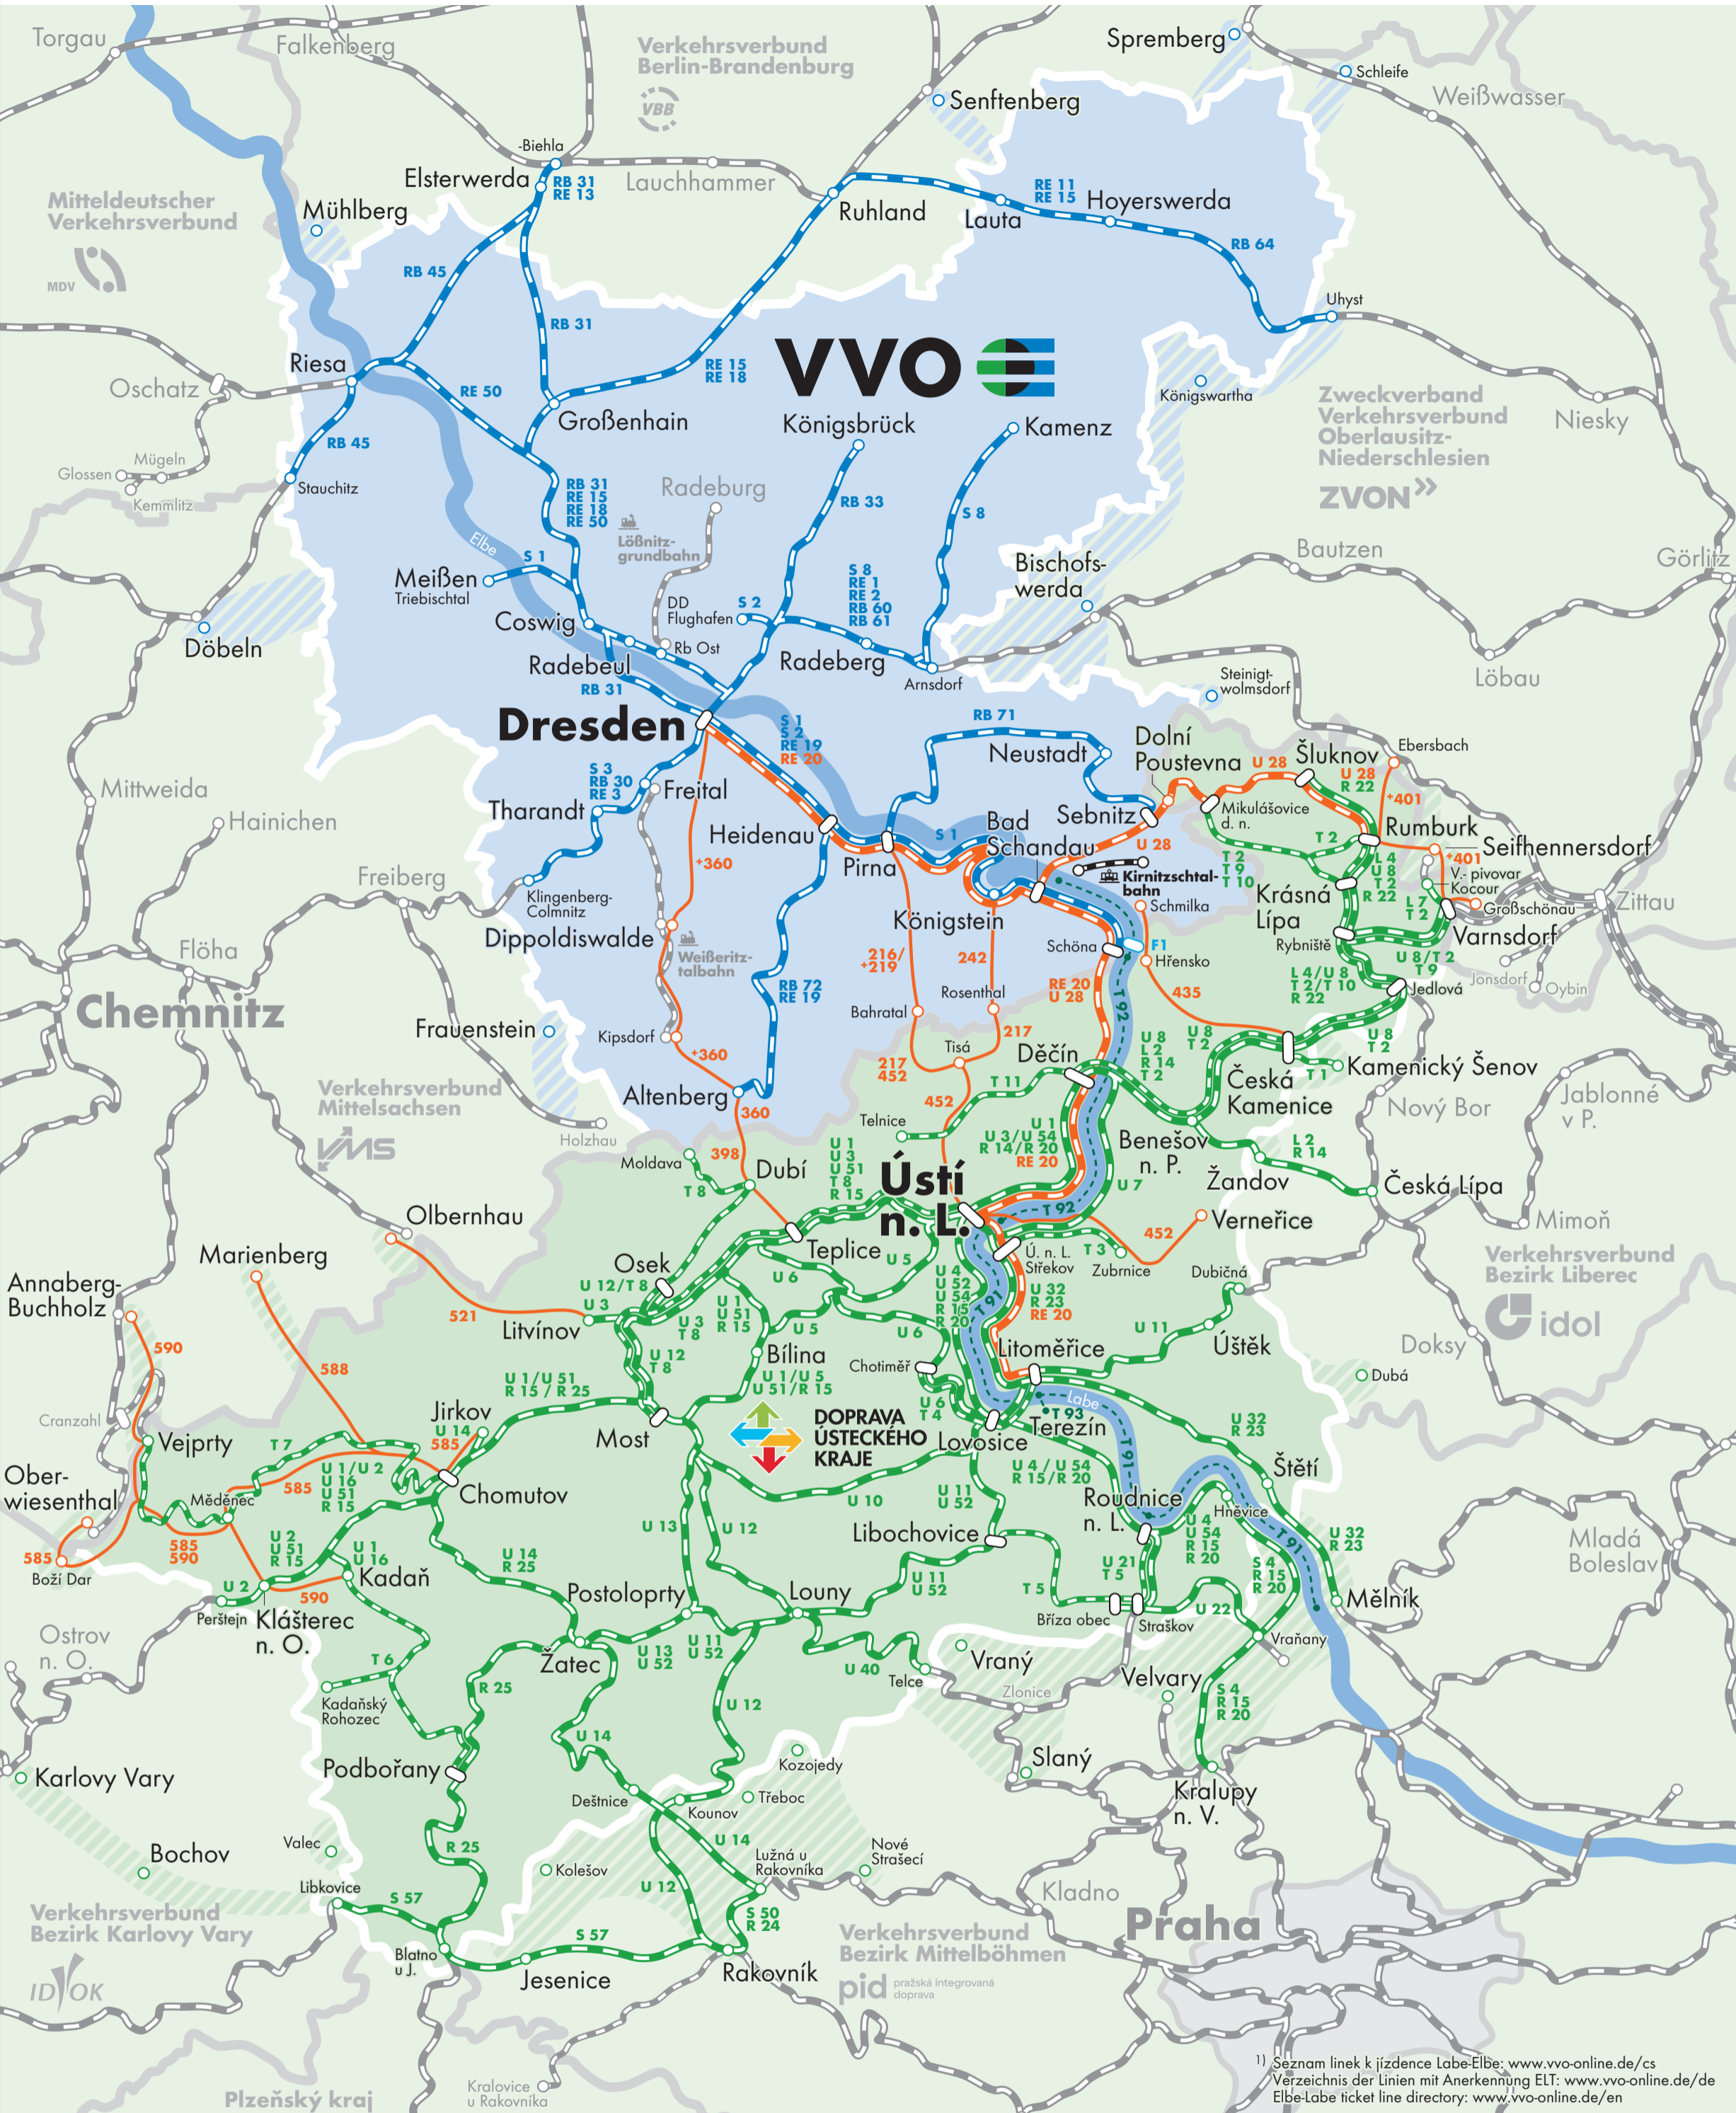 Torgau
Falkenberg
Verkehrsverbund
Berlin-Brandenburg
VBB
Spremberg
Schleife
Weißwasser
Senftenberg
-Biehla
Elsterwerda
RB 31
RE 13
Lauchhammer
Mitteldeutscher
Verkehrsverbund
MDV
Mühlberg
Ruhland
Lauta
RE 11
RE 15
Hoyerswerda
RB 64
RB 45
RB 31
Uhyst
Riesa
Oschatz
RE 50
RE 15
RE 18
VVO
Königswartha
Zweckverband
Verkehrsverbund
Oberlausitz-
Niederschlesien
ZVON
Niesky
Großenhain
Königsbrück
Kamenz
RB 45
Mügeln
Glossen
Kemmlitz
Stauchitz
RB 31
RE 15
RE 18
RE 50
Radeburg
Lößnitz-
grundbahn
RB 33
S 8
Elbe
S 1
Meißen
Triebischtal
Bautzen
Görlitz
Bischofs-
werda
S 8
RE 1
RE 2
RB 60
RB 61
DD
Flughafen
S 2
Coswig
Döbeln
Radebeul
Rb Ost
Radeberg
Arnsdorf
RB 31
Löbau
Steinigt-
wolmsdorf
Dresden
S 1
S 2
RE 19
RE 20
RB 71
Neustadt
Dolní
Poustevna
Šluknov
U 28
U 28
R 22
Ebersbach
+401
S 3
RB 30
RE 3
Freital
Tharandt
Mittweida
Hainichen
Heidenau
Pirna
S 1
Bad
Schandau
Sebnitz
U 28
Mikulášovice
d. n.
T 2
Rumburk
Seifhennersdorf
+401
V.- pivovar
Kocour
Großschönau
+360
Kirnitzschtal-
bahn
Schmilka
T 2
T 9
T 10
L 4
U 8
T 2
R 22
Krásná
Lípa
L 7
T 2
Zittau
Freiberg
Klingenberg-
Colmnitz
Dippoldiswalde
Weißeritz-
talbahn
Königstein
Schöna
F1
Hřensko
Rybniště
Varnsdorf
U 8/T 2
T 9
Jonsdorf
Oybin
Flöha
216/
+219
242
Rosenthal
RE 20
U 28
T 92
435
L 4/U 8
T 2/T 10
R 22
Jedlová
RB 72
RE 19
Bahratal
Chemnitz
Frauenstein
Kipsdorf
+360
217
Tisá
Děčín
217
452
U 8
L 2
R 14
T 2
U 8
T 2
U 8
T 2
T 1
Kamenický Šenov
Česká
Kamenice
Nový Bor
Jablonné
v P.
Verkehrsverbund
Mittelsachsen
VMS
Altenberg
360
T 11
452
Telnice
Holzhau
Moldava
398
Dubí
T 8
U 1
U 3
U 51
T 8
R 15
U 1
U 3/U 54
R 14/R 20
RE 20
Benešov
n. P.
L 2
R 14
Žandov
Česká Lípa
Ústí
n. L.
T 92
U 7
452
Verneřice
Mimoň
Verkehrsverbund
Bezirk Liberec
idol
Olbernhau
Marienberg
Osek
Teplice
U 5
Ú. n. L.
Střekov
T 3
Zubrnice
Dubičná
Annaberg-
Buchholz
U 12/T 8
U 3
Litvínov
521
U 6
U 3
T 8
U 1
U 51
R 15
U 5
U 4
U 52
U 54
R 15
R 20
T 91
U 32
R 23
RE 20
U 6
U 11
Úštěk
Doksy
590
588
U 12
T 8
Bílina
U 1/U 5
U 51/R 15
Chotiměř
Litoměřice
Dubá
U 1/U 51
R 15 / R 25
Labe
Cranzahl
Jirkov
U 14
585
Most
DOPRAVA
ÚSTECKÉHO
KRAJE
U 6
T 4
Lovosice
T 93
Terezín
T 91
U 32
R 23
Vejprty
T 7
U 1/U 2
U 16
U 51
R 15
Chomutov
U 4 / U 54
R 15/R 20
Štětí
Ober-
wiesenthal
Měděnec
585
U 10
U 11
U 52
Roudnice
n. L.
Hněvice
585
590
U 2
U 51
R 15
U 13
U 12
Libochovice
U 4
U 54
R 15
R 20
T 91
U 32
R 23
585
Boží Dar
U 1
U 16
Kadaň
U 14
R 25
U 21
T 5
S 4
R 15
R 20
U 2
590
Perštejn
Klášterec
n. O.
Postoloprty
Louny
U 11
U 52
T 5
Bříza obec
Straškov
U 22
Mělník
Mladá
Boleslav
Ostrov
n. O.
T 6
Žatec
U 13
U 52
U 11
U 52
U 40
Telce
Vraný
Vraňany
Kadaňský
Rohozec
R 25
U 12
Zlonice
Velvary
S 4
R 15
R 20
U 14
Slaný
Karlovy Vary
Podbořany
Kozojedy
Kralupy
n. V.
Deštnice
Kounov
Třeboc
Bochov
Valec
R 25
U 14
Kolešov
Lužná u
Rakovníka
Nové
Strašecí
Libkovice
S 57
U 12
Kladno
Verkehrsverbund
Bezirk Karlovy Vary
IDOK
S 50
R 24
Praha
Verkehrsverbund
Bezirk Mittelböhmen
pid pražská integrovaná
doprava
Blatno
u J.
S 57
Jesenice
Rakovník
Kralovice
u Rakovníka
Plzeňský kraj
1) Seznam linek k jízdence Labe-Elbe: www.vvo-online.de/cs
Verzeichnis der Linien mit Anerkennung ELT: www.vvo-online.de/de
Elbe-Labe ticket line directory: www.vvo-online.de/en